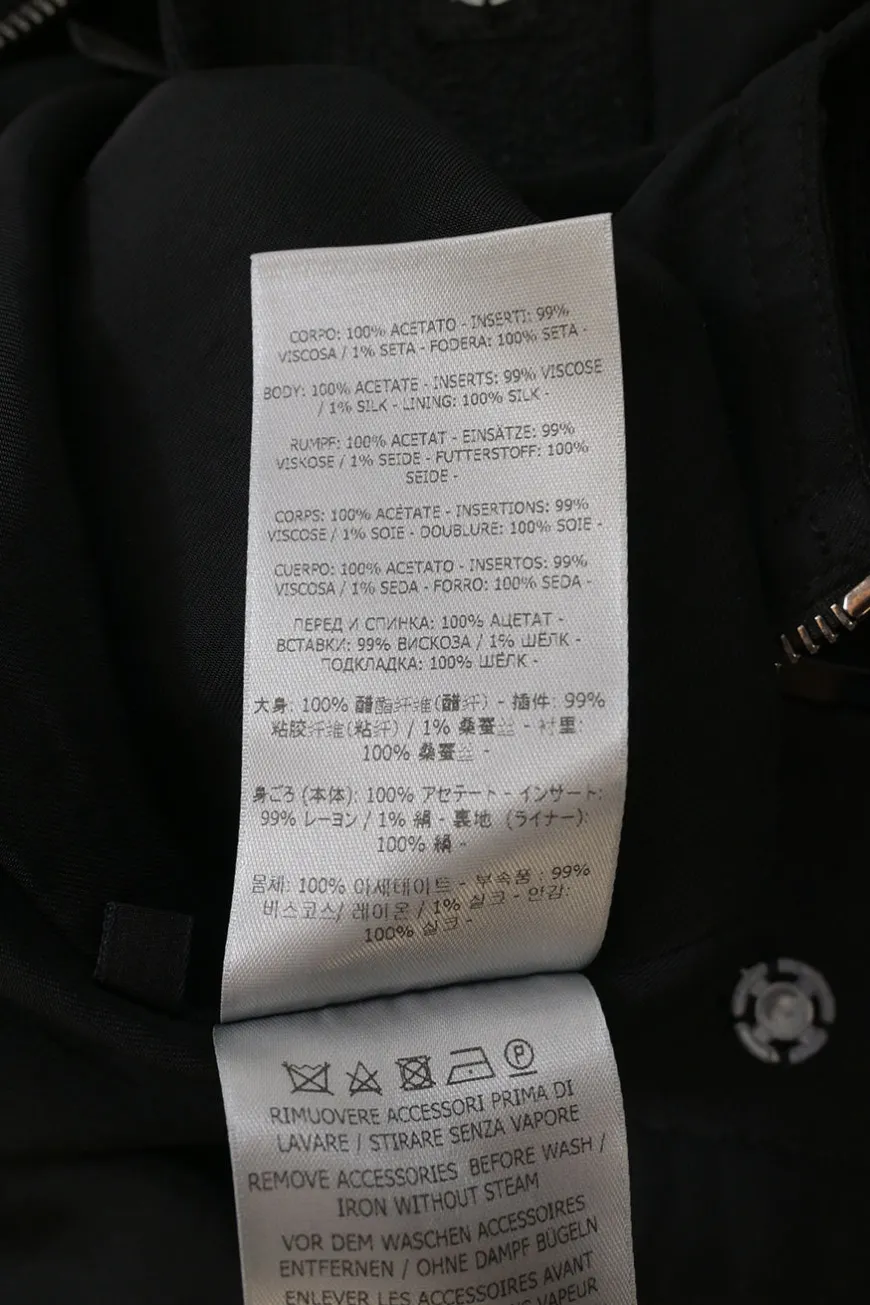 CORPO: 100% ACETATO - INSERTI: 99%
VISCOSA / 1% SETA - FODERA: 100% SETA -
BODY: 100% ACETATE - INSERTS: 99% VISCOSE
/ 1% SILK - LINING: 100% SILK -
RUMPF: 100% ACETAT - EINSÄTZE: 99%
VISKOSE / 1% SEIDE - FUTTERSTOFF: 100%
SEIDE -
CORPS: 100% ACÉTATE - INSERTIONS: 99%
VISCOSE / 1% SOIE - DOUBLURE: 100% SOIE -
CUERPO: 100% ACETATO - INSERTOS: 99%
VISCOSA / 1% SEDA - FORRO: 100% SEDA -
ПЕРЕД И СПИНКА: 100% АЦЕТАТ -
ВСТАВКИ: 99% ВИСКОЗА / 1% ШЁЛК -
ПОДКЛАДКА: 100% ШЁЛК -
大身: 100% 醋酯纤维(醋纤) - 插件: 99%
粘胶纤维(粘纤) / 1% 桑蚕丝 - 衬里:
100% 桑蚕丝 -
身ごろ (本体): 100% アセテート - インサート:
99% レーヨン / 1% 絹 - 裏地 (ライナー):
100% 絹 -
몸체: 100% 아세테이트 - 부속품 : 99%
비스코스/ 레이온 / 1% 실크 - 안감:
100% 실크 -
P
RIMUOVERE ACCESSORI PRIMA DI
LAVARE / STIRARE SENZA VAPORE
REMOVE ACCESSORIES BEFORE WASH /
IRON WITHOUT STEAM
VOR DEM WASCHEN ACCESSOIRES
ENTFERNEN / OHNE DAMPF BÜGELN
ENLEVER LES ACCESSOIRES AVANT
VAPEUR